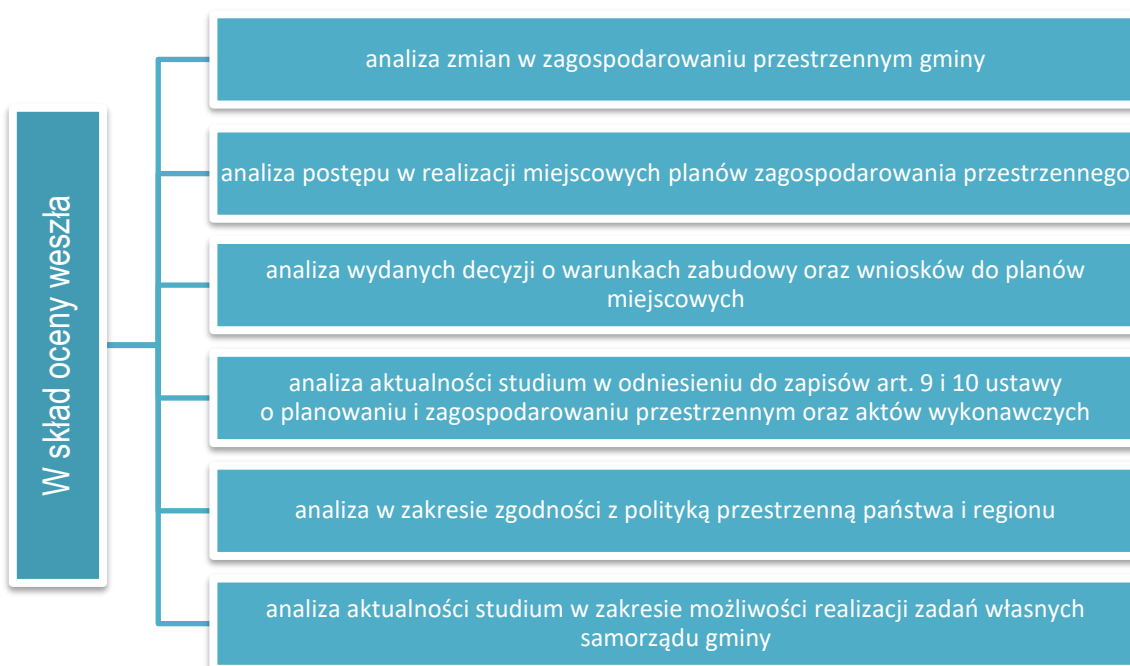 W skład oceny weszła
analiza zmian w zagospodarowaniu przestrzennym gminy
analiza postępu w realizacji miejscowych planów zagospodarowania przestrzennego
analiza wydanych decyzji o warunkach zabudowy oraz wniosków do planów
miejscowych
analiza aktualności studium w odniesieniu do zapisów art. 9 i 10 ustawy
o planowaniu i zagospodarowaniu przestrzennym oraz aktów wykonawczych
analiza w zakresie zgodności z polityką przestrzenną państwa i regionu
analiza aktualności studium w zakresie możliwości realizacji zadań własnych
samorządu gminy